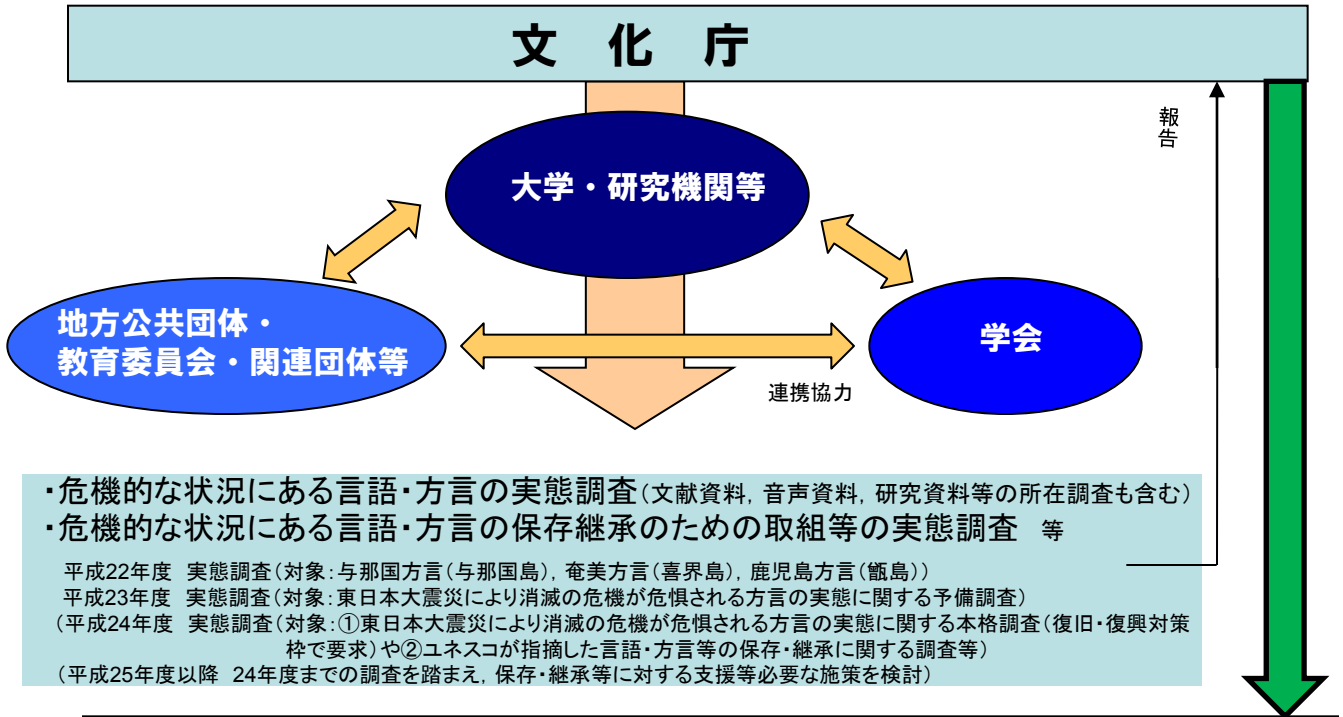 文 化 庁
報告
大学・研究機関等
地方公共団体・
教育委員会・関連団体等
学会
連携協力
・危機的な状況にある言語・方言の実態調査(文献資料，音声資料，研究資料等の所在調査も含む)
・危機的な状況にある言語・方言の保存継承のための取組等の実態調査 等
平成22年度 実態調査(対象：与那国方言(与那国島)，奄美方言(喜界島)，鹿児島方言(甑島))
平成23年度 実態調査(対象：東日本大震災により消滅の危機が危惧される方言の実態に関する予備調査)
(平成24年度 実態調査(対象：①東日本大震災により消滅の危機が危惧される方言の実態に関する本格調査(復旧・復興対策
枠で要求)や②ユネスコが指摘した言語・方言等の保存・継承に関する調査等)
(平成25年度以降 24年度までの調査を踏まえ，保存・継承等に対する支援等必要な施策を検討)